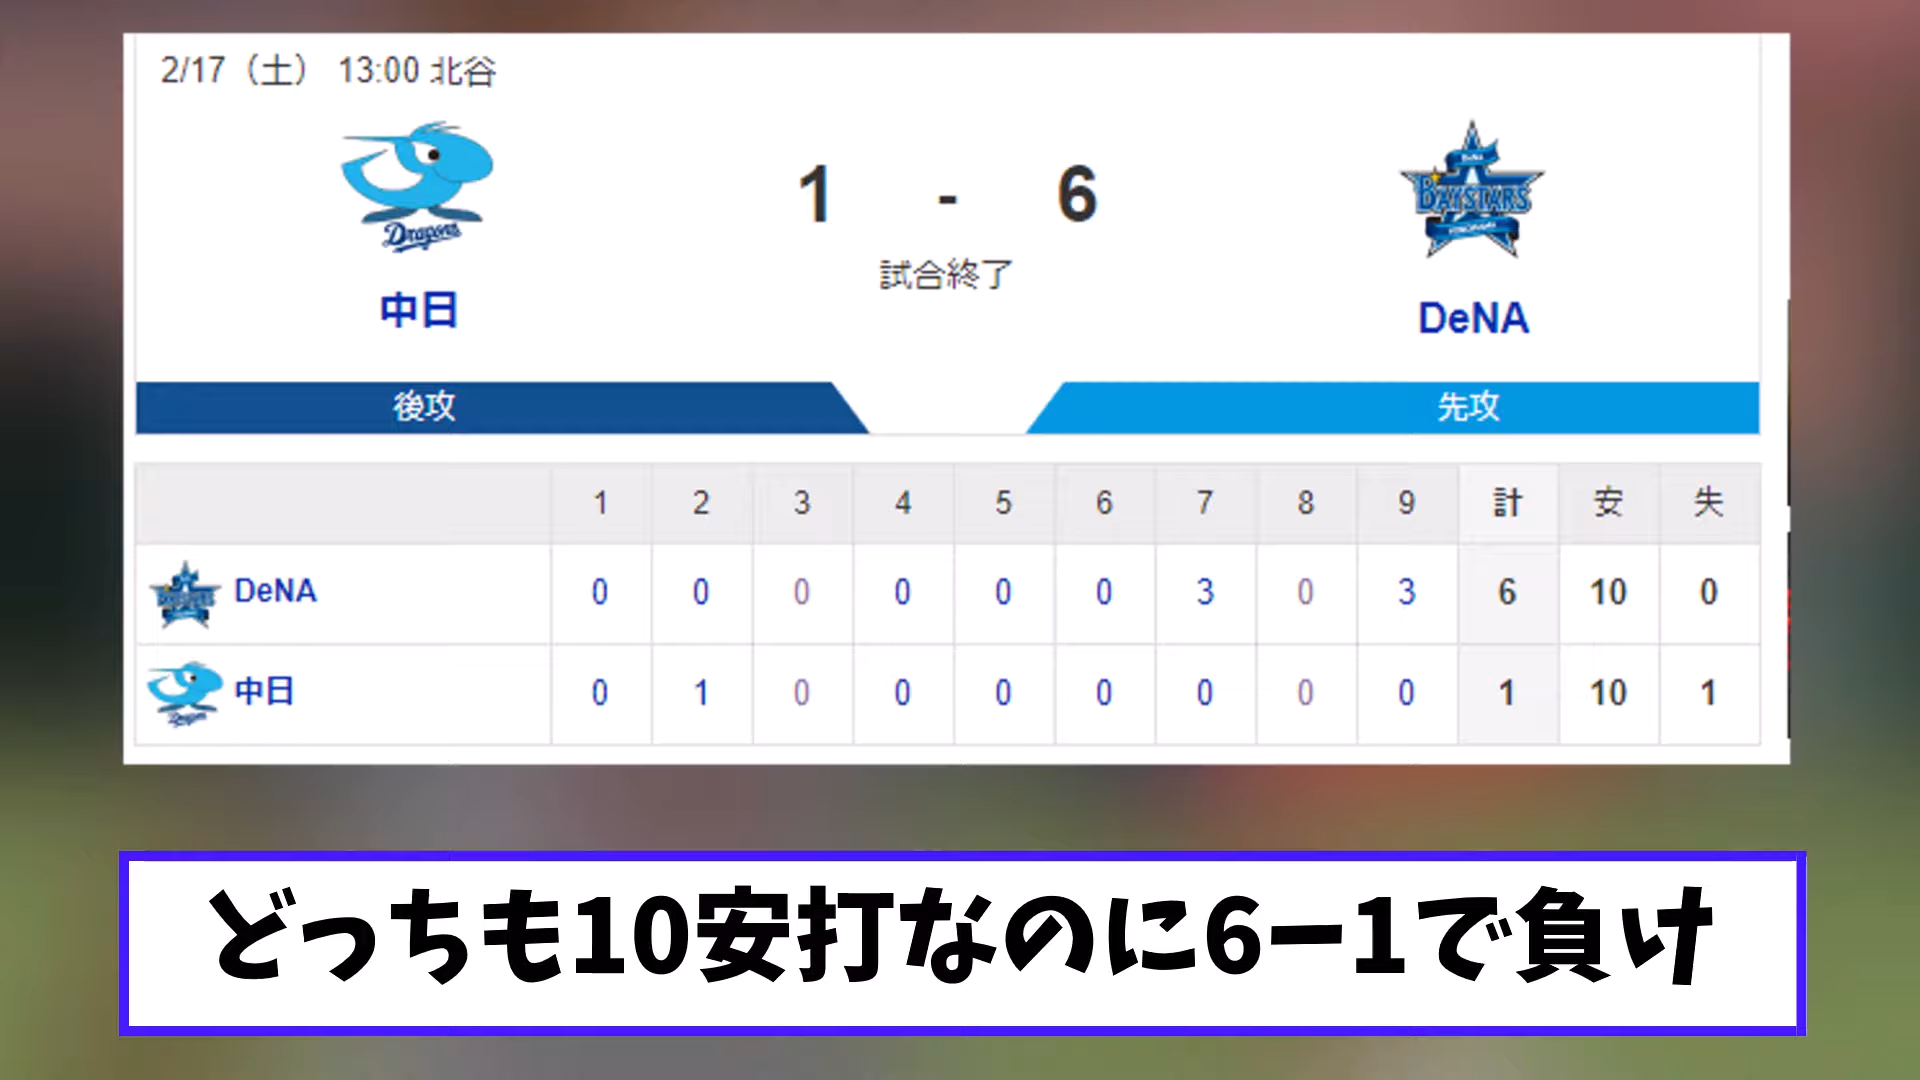 2/17（土） 13:00 北谷
1 - 6
試合終了
Dragons
BAYSTARS
中日
DeNA
後攻
先攻
1 2 3 4 5 6 7 8 9 計 安 失
DeNA 0 0 0 0 0 0 3 0 3 6 10 0
中日 0 1 0 0 0 0 0 0 0 1 10 1
どっちも10安打なのに6ー1で負け